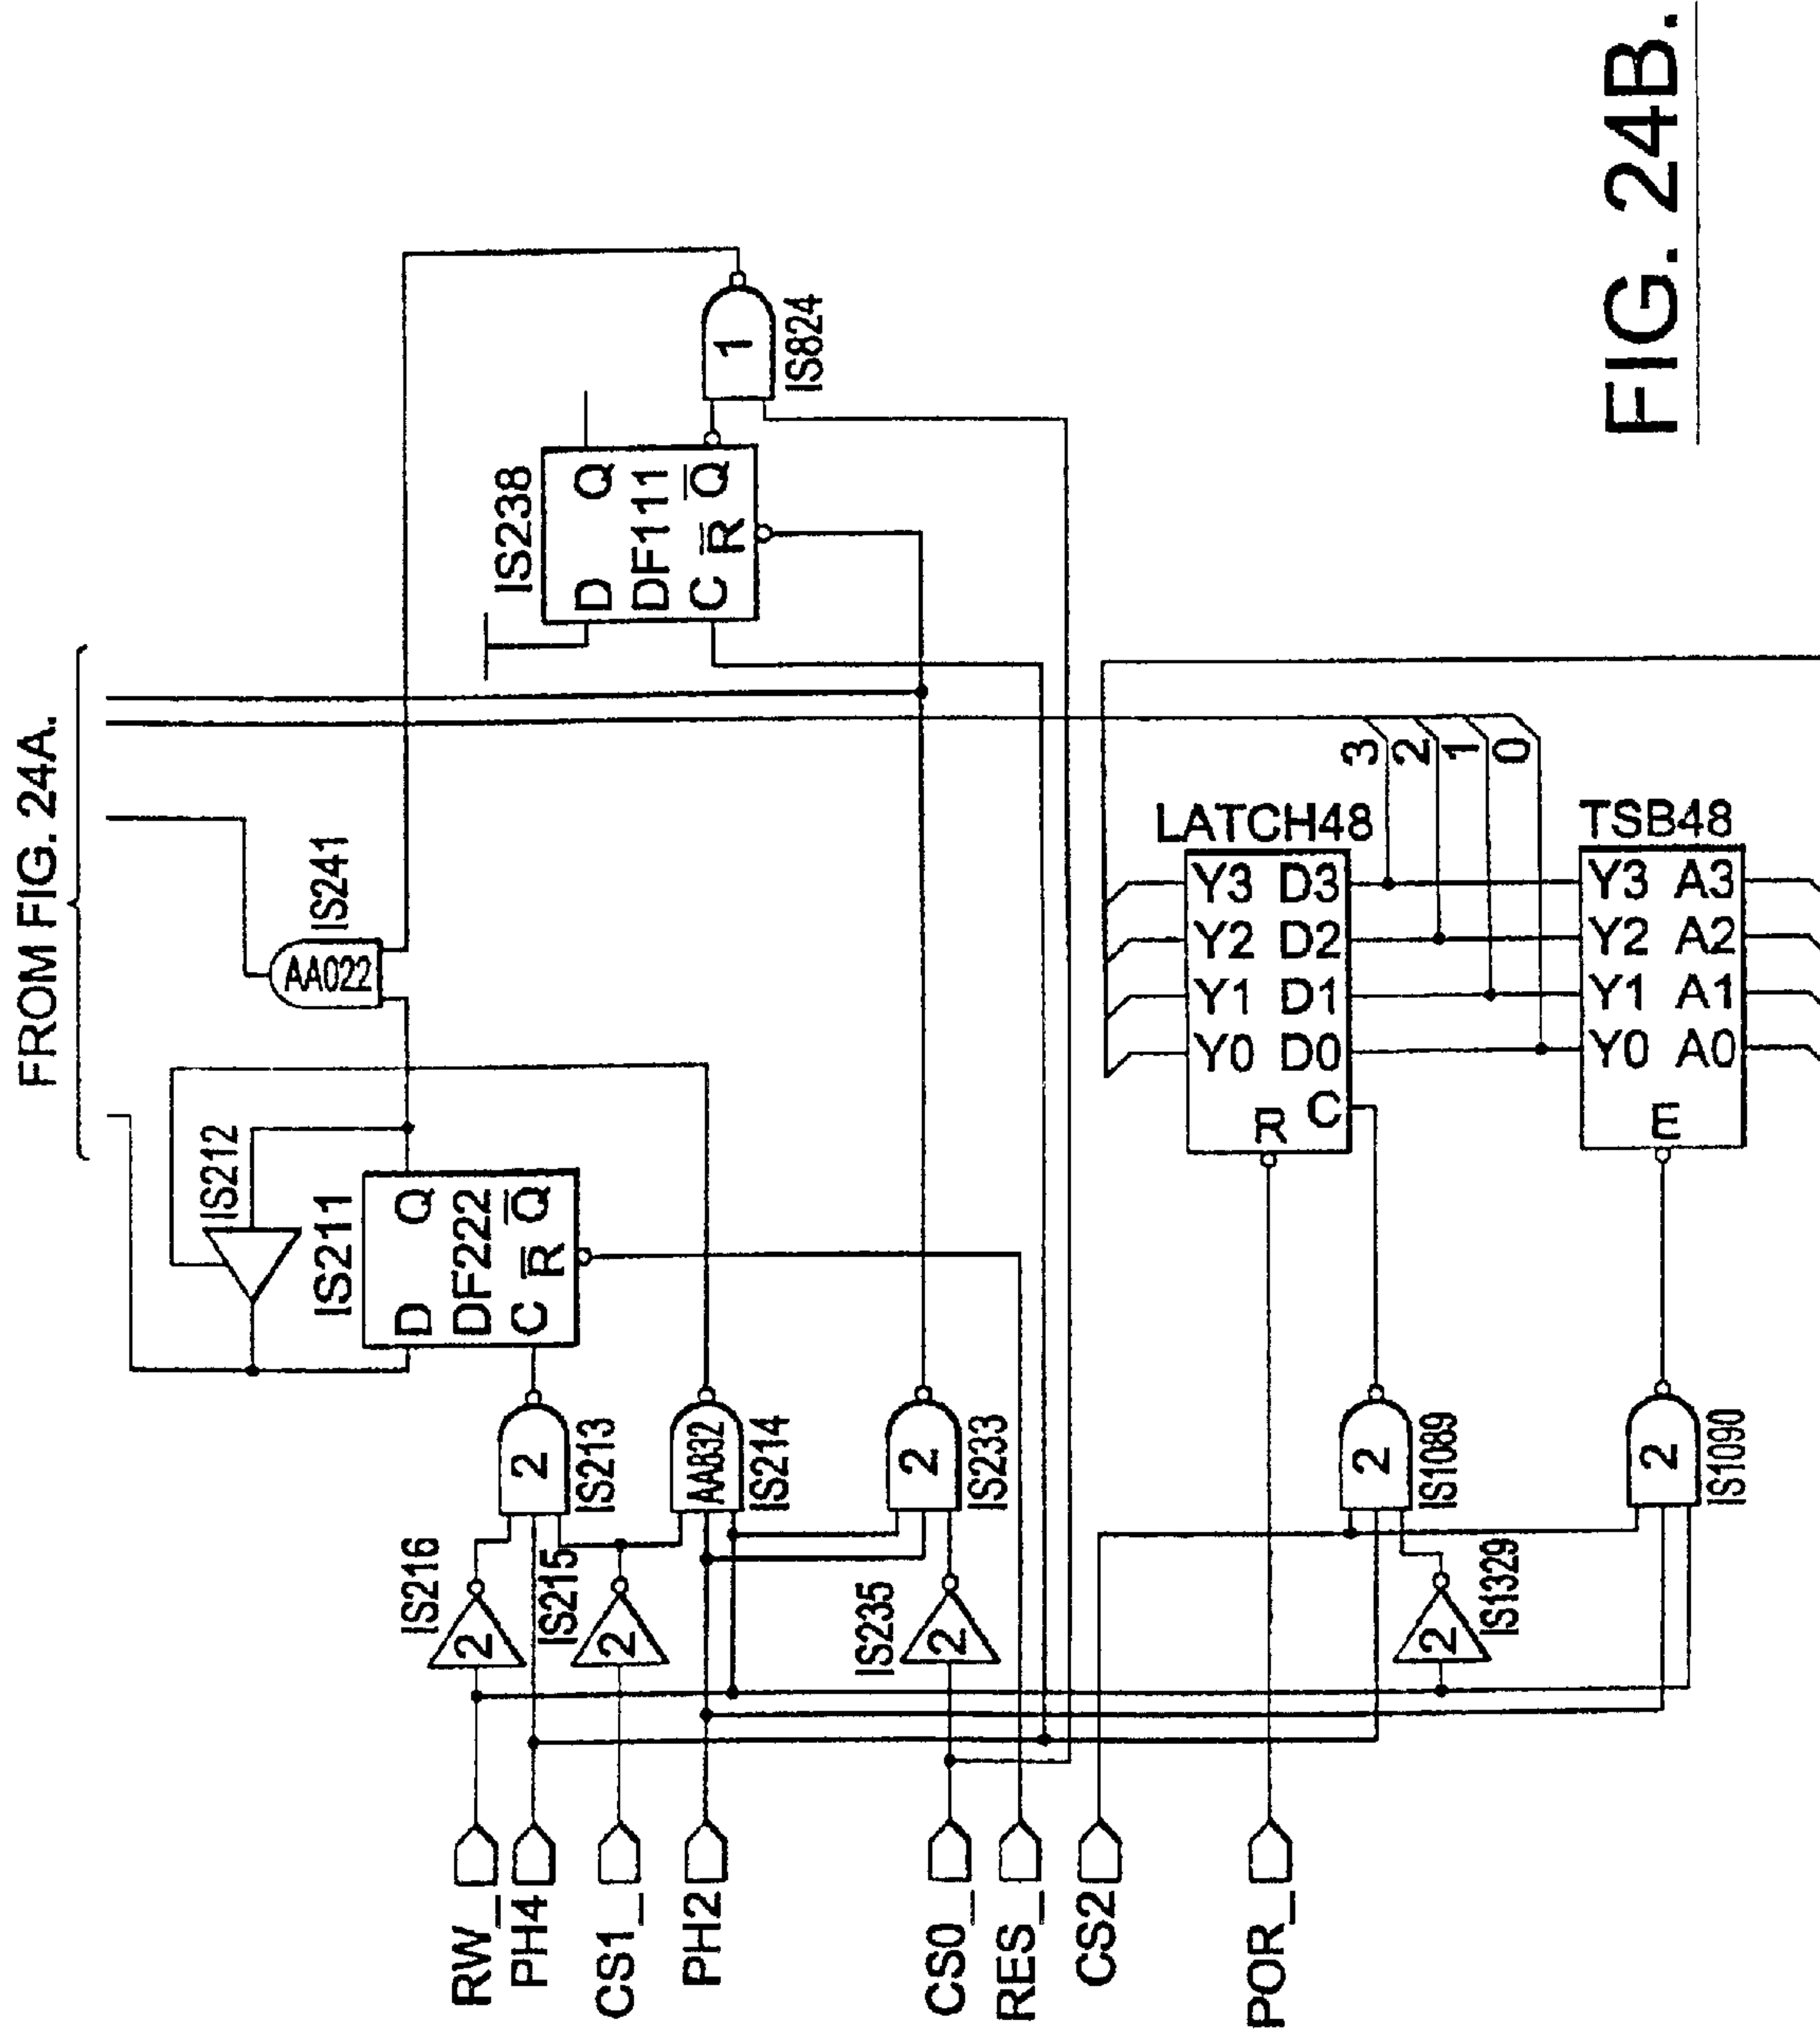 FROM FIG. 24A.
IS241
AA022
IS212
IS211
D Q
DF222
C R Q
IS238
D Q
DF111
C R Q
1
IS824
IS216
2
2
IS213
IS215
2
AA832
IS214
IS235
2
2
IS233
LATCH48
Y3 D3
Y2 D2
Y1 D1
Y0 D0
R C
3
2
1
0
TSB48
Y3 A3
Y2 A2
Y1 A1
Y0 A0
E
2
IS1089
2
IS1090
2
IS1329
RW_
PH4
CS1_
PH2
CS0_
RES_
CS2
POR_
FIG. 24B.